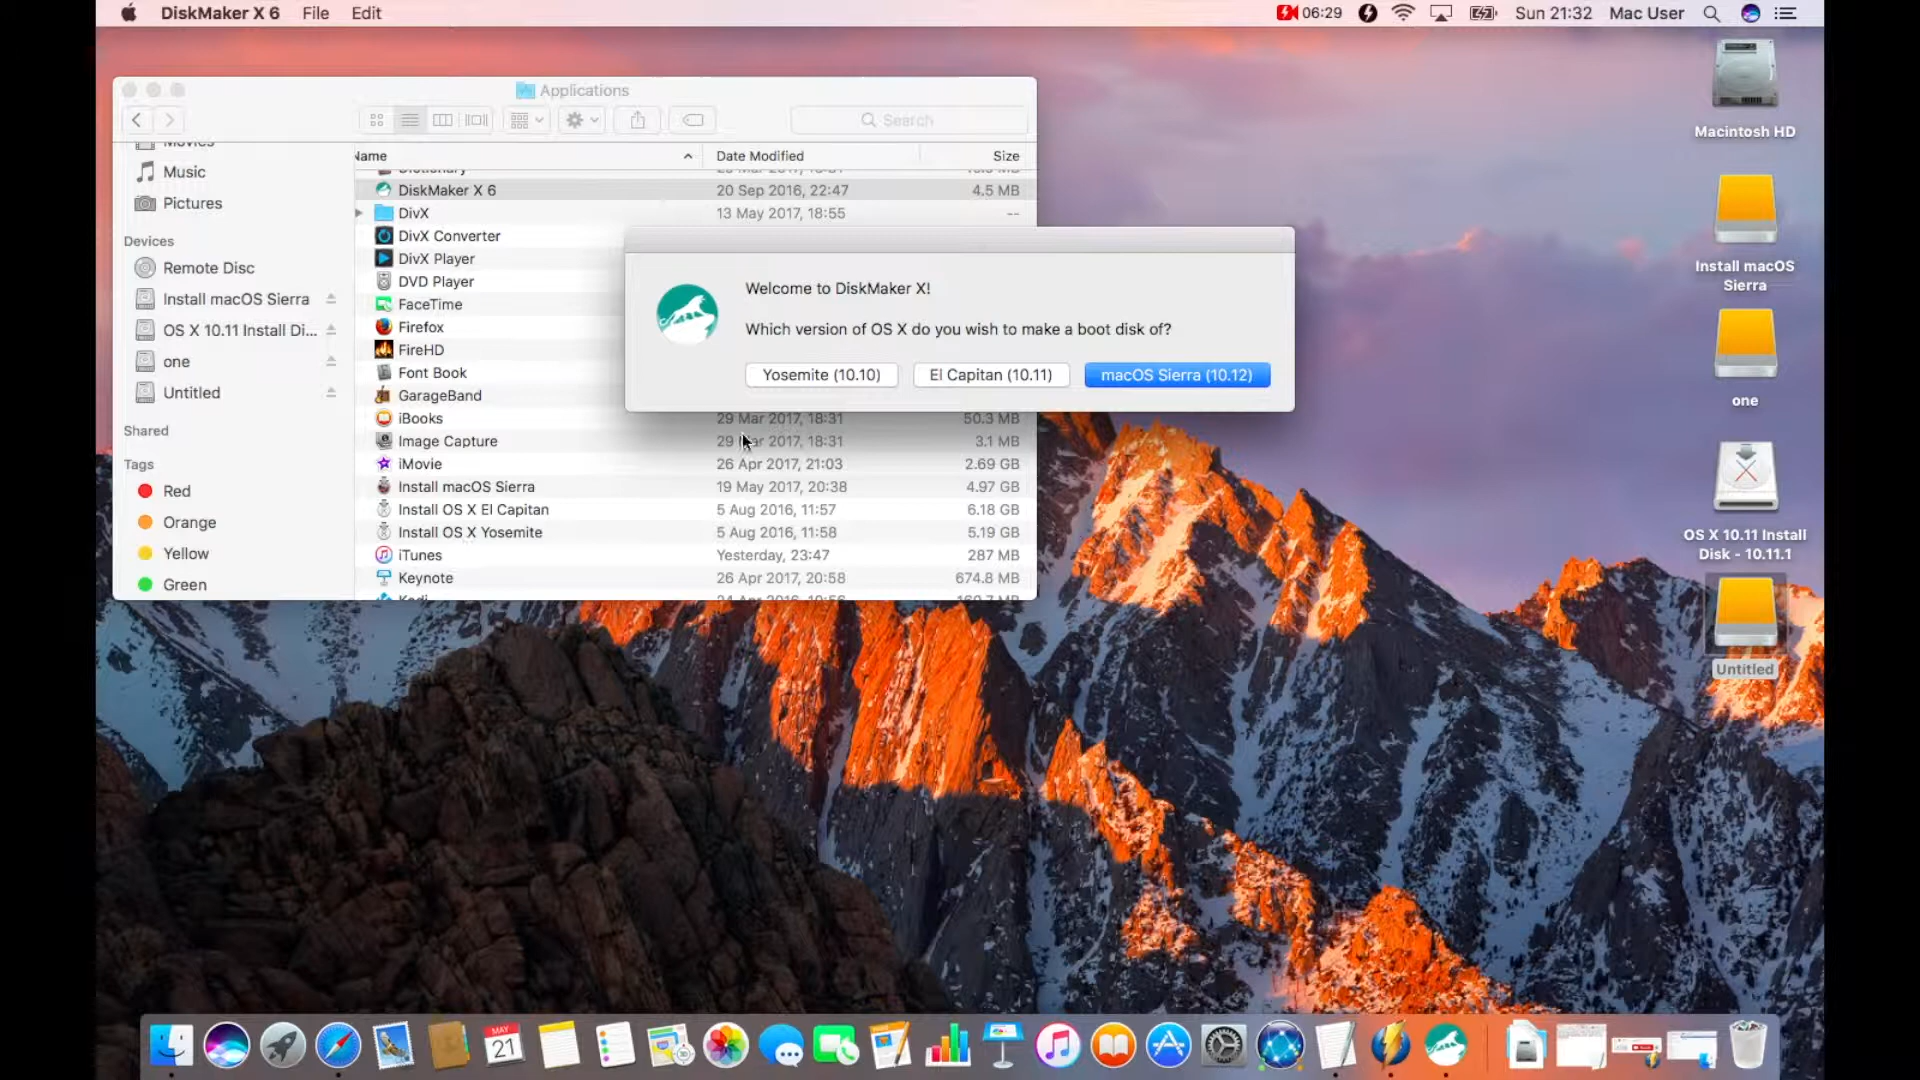 DiskMaker X 6 File Edit 06:29 Sun 21:32 Mac User
Applications
Search
Movies
Music
Pictures
Devices
Remote Disc
Install macOS Sierra
OS X 10.11 Install Di...
one
Untitled
Shared
Tags
Red
Orange
Yellow
Green
Name Date Modified Size
Dictionary
DiskMaker X 6 20 Sep 2016, 22:47 4.5 MB
DivX 13 May 2017, 18:55 --
DivX Converter
DivX Player
DVD Player
FaceTime
Firefox
FireHD
Font Book
GarageBand
iBooks 29 Mar 2017, 18:31 50.3 MB
Image Capture 29 Mar 2017, 18:31 3.1 MB
iMovie 26 Apr 2017, 21:03 2.69 GB
Install macOS Sierra 19 May 2017, 20:38 4.97 GB
Install OS X El Capitan 5 Aug 2016, 11:57 6.18 GB
Install OS X Yosemite 5 Aug 2016, 11:58 5.19 GB
iTunes Yesterday, 23:47 287 MB
Keynote 26 Apr 2017, 20:58 674.8 MB
Kodi
Welcome to DiskMaker X!
Which version of OS X do you wish to make a boot disk of?
Yosemite (10.10) El Capitan (10.11) macOS Sierra (10.12)
Macintosh HD
Install macOS
Sierra
one
OS X 10.11 Install
Disk - 10.11.1
Untitled
MAY
21